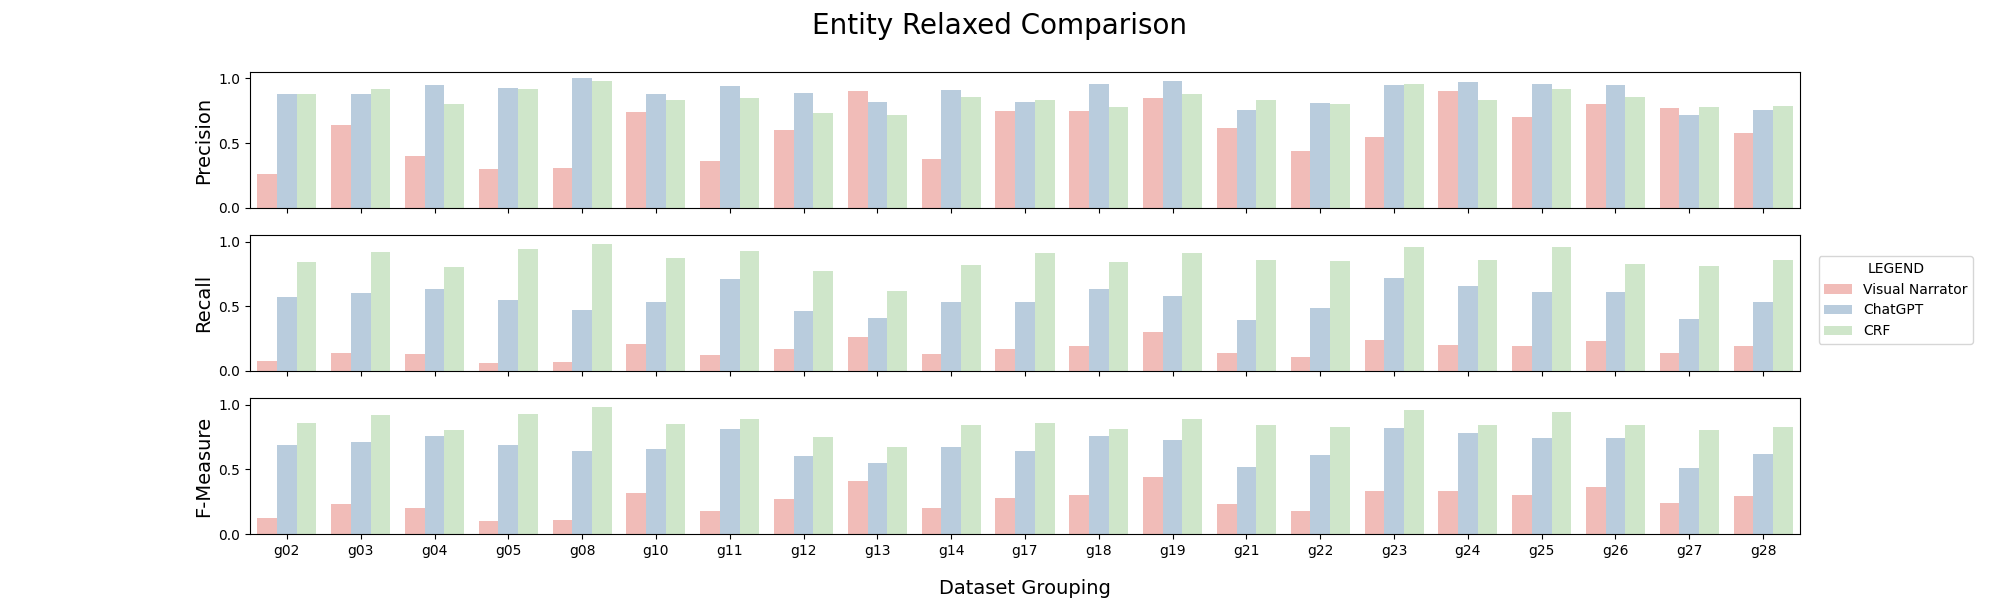 Entity Relaxed Comparison
1.0
0.5
0.0
Precision
1.0
0.5
0.0
Recall
1.0
0.5
0.0
F-Measure
g02 g03 g04 g05 g08 g10 g11 g12 g13 g14 g17 g18 g19 g21 g22 g23 g24 g25 g26 g27 g28
Dataset Grouping
LEGEND
Visual Narrator
ChatGPT
CRF